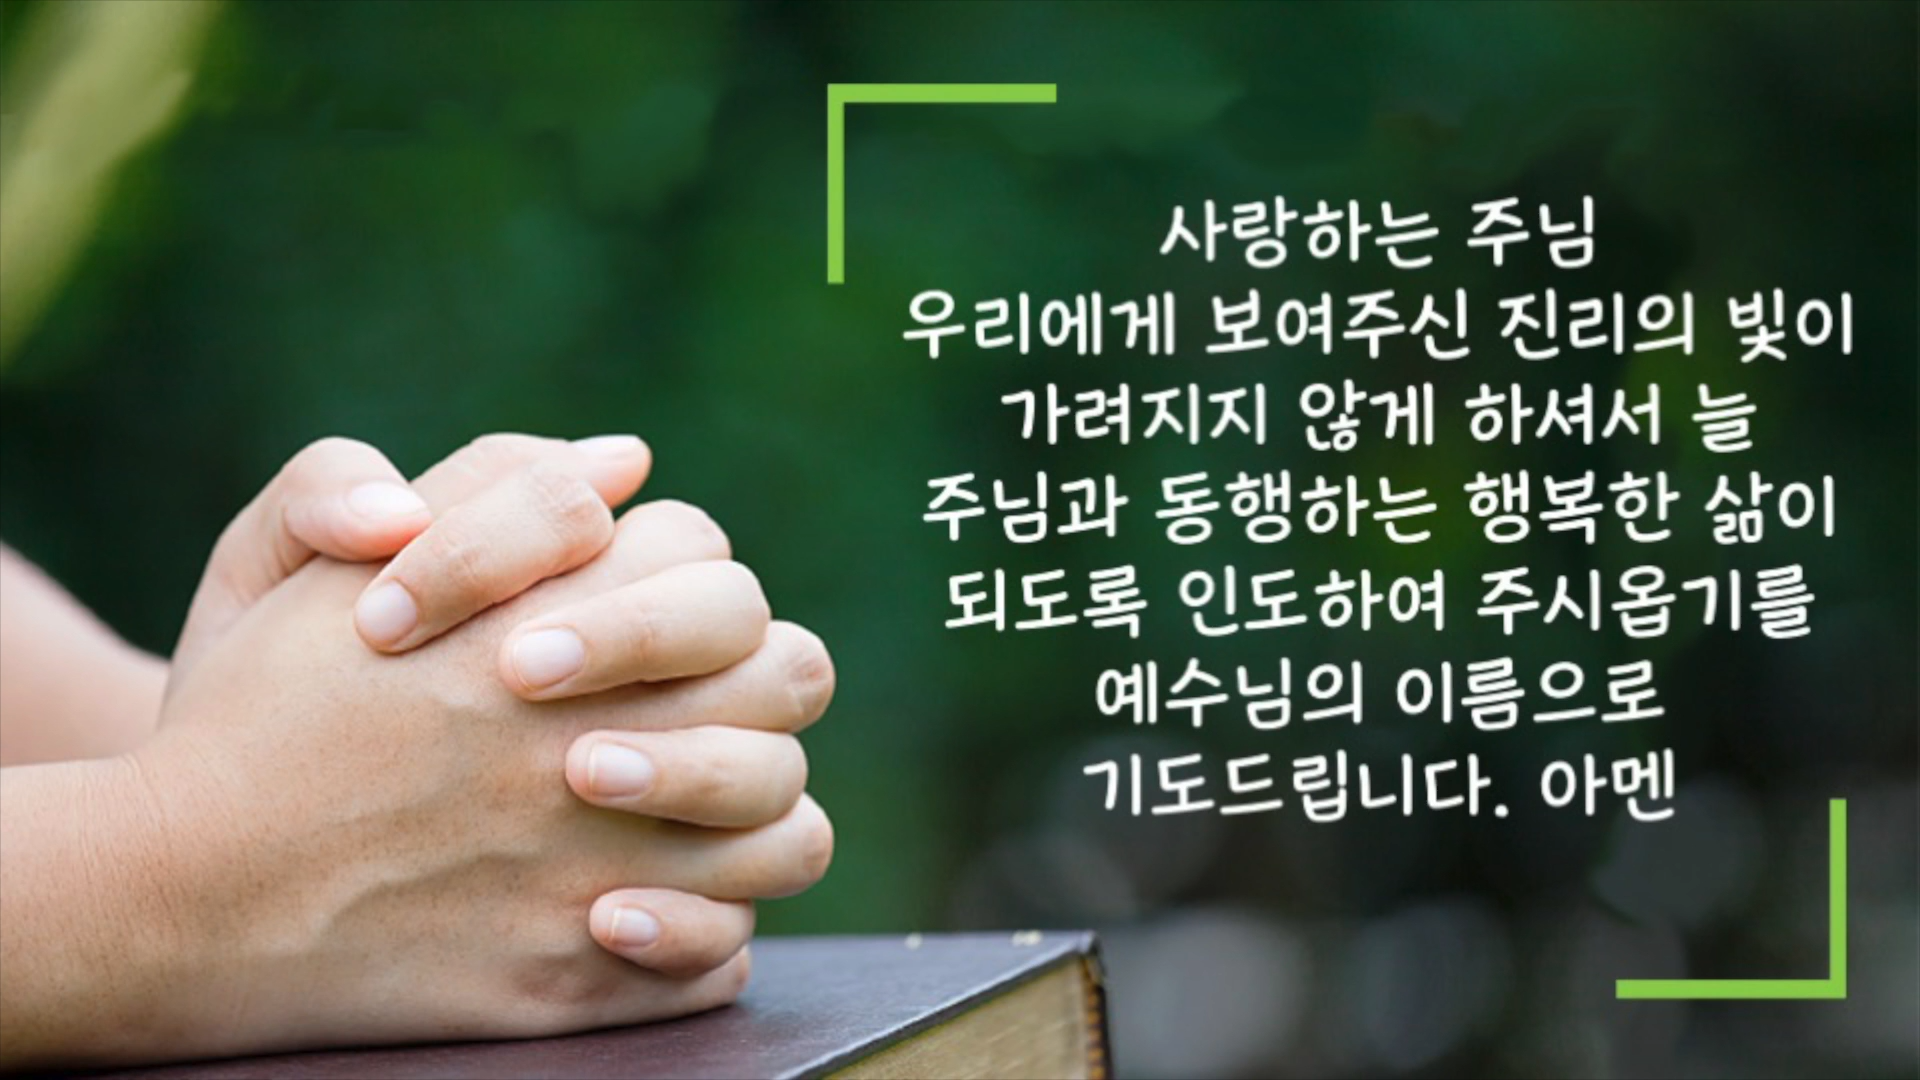 사랑하는 주님
우리에게 보여주신 진리의 빛이
가려지지 않게 하셔서 늘
주님과 동행하는 행복한 삶이
되도록 인도하여 주시옵기를
예수님의 이름으로
기도드립니다. 아멘